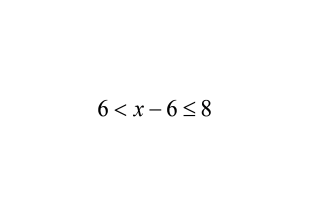 6 < x − 6 ≤ 8